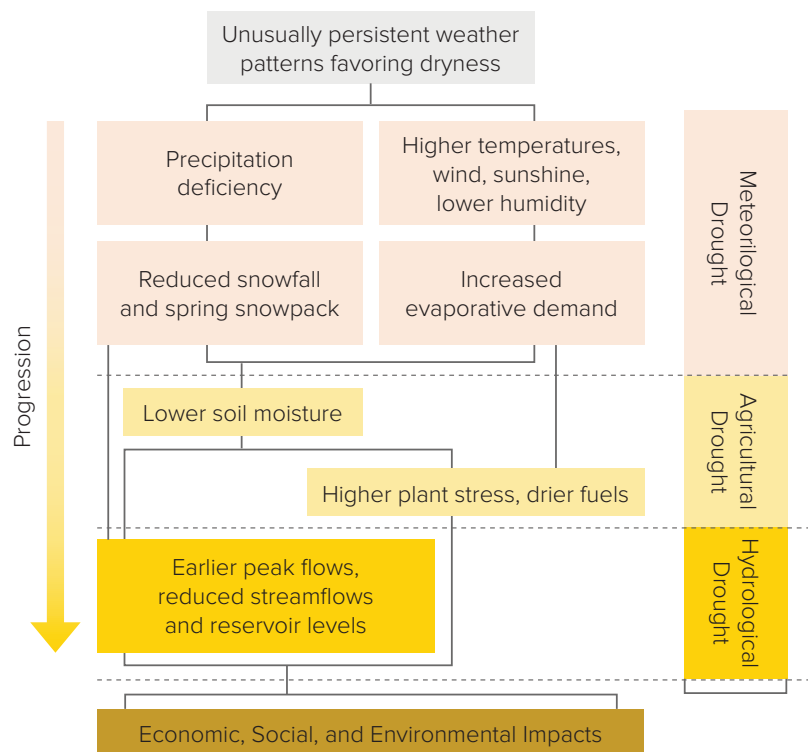 Unusually persistent weather
patterns favoring dryness
Precipitation
deficiency
Higher temperatures,
wind, sunshine,
lower humidity
Reduced snowfall
and spring snowpack
Increased
evaporative demand
Lower soil moisture
Higher plant stress, drier fuels
Earlier peak flows,
reduced streamflows
and reservoir levels
Economic, Social, and Environmental Impacts
Progression
Meteorilogical
Drought
Agricultural
Drought
Hydrological
Drought